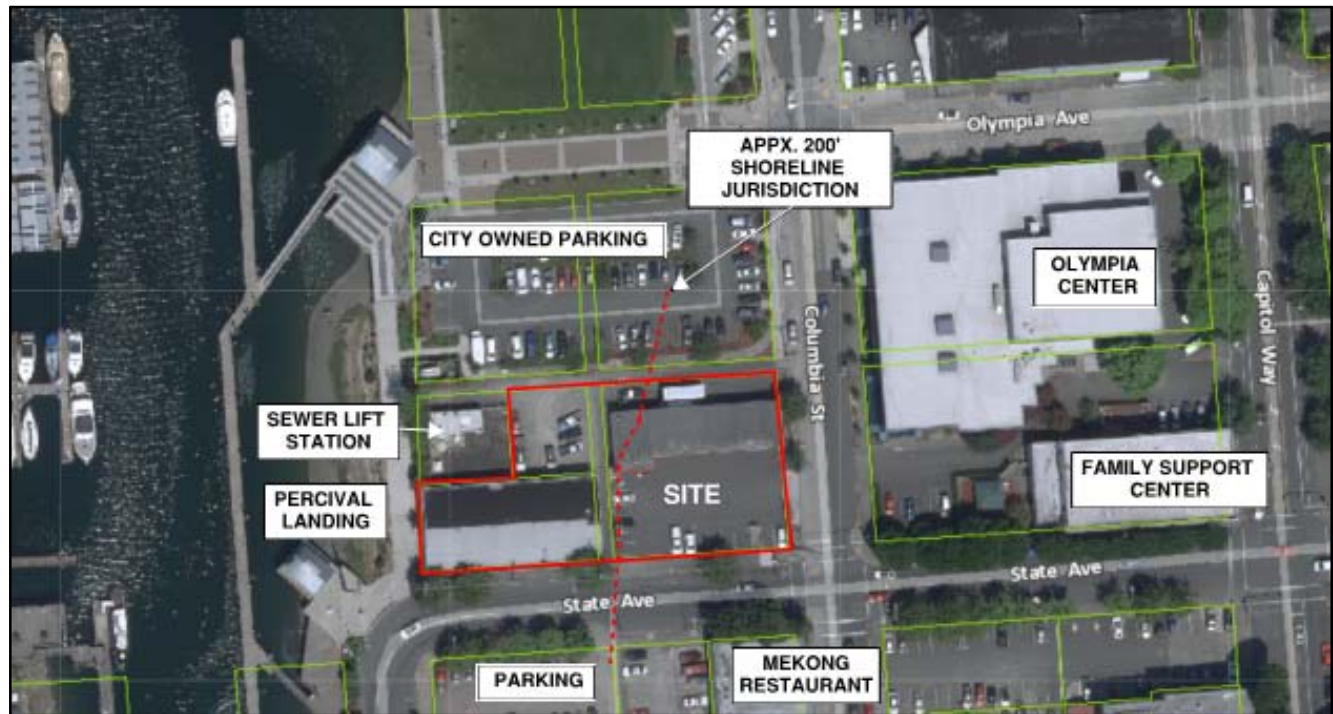 Olympia Ave
APPX. 200'
SHORELINE
JURISDICTION
CITY OWNED PARKING
OLYMPIA
CENTER
Columbia St
Capitol Way
SEWER LIFT
STATION
FAMILY SUPPORT
CENTER
PERCIVAL
LANDING
SITE
State Ave
State Ave
MEKONG
RESTAURANT
PARKING